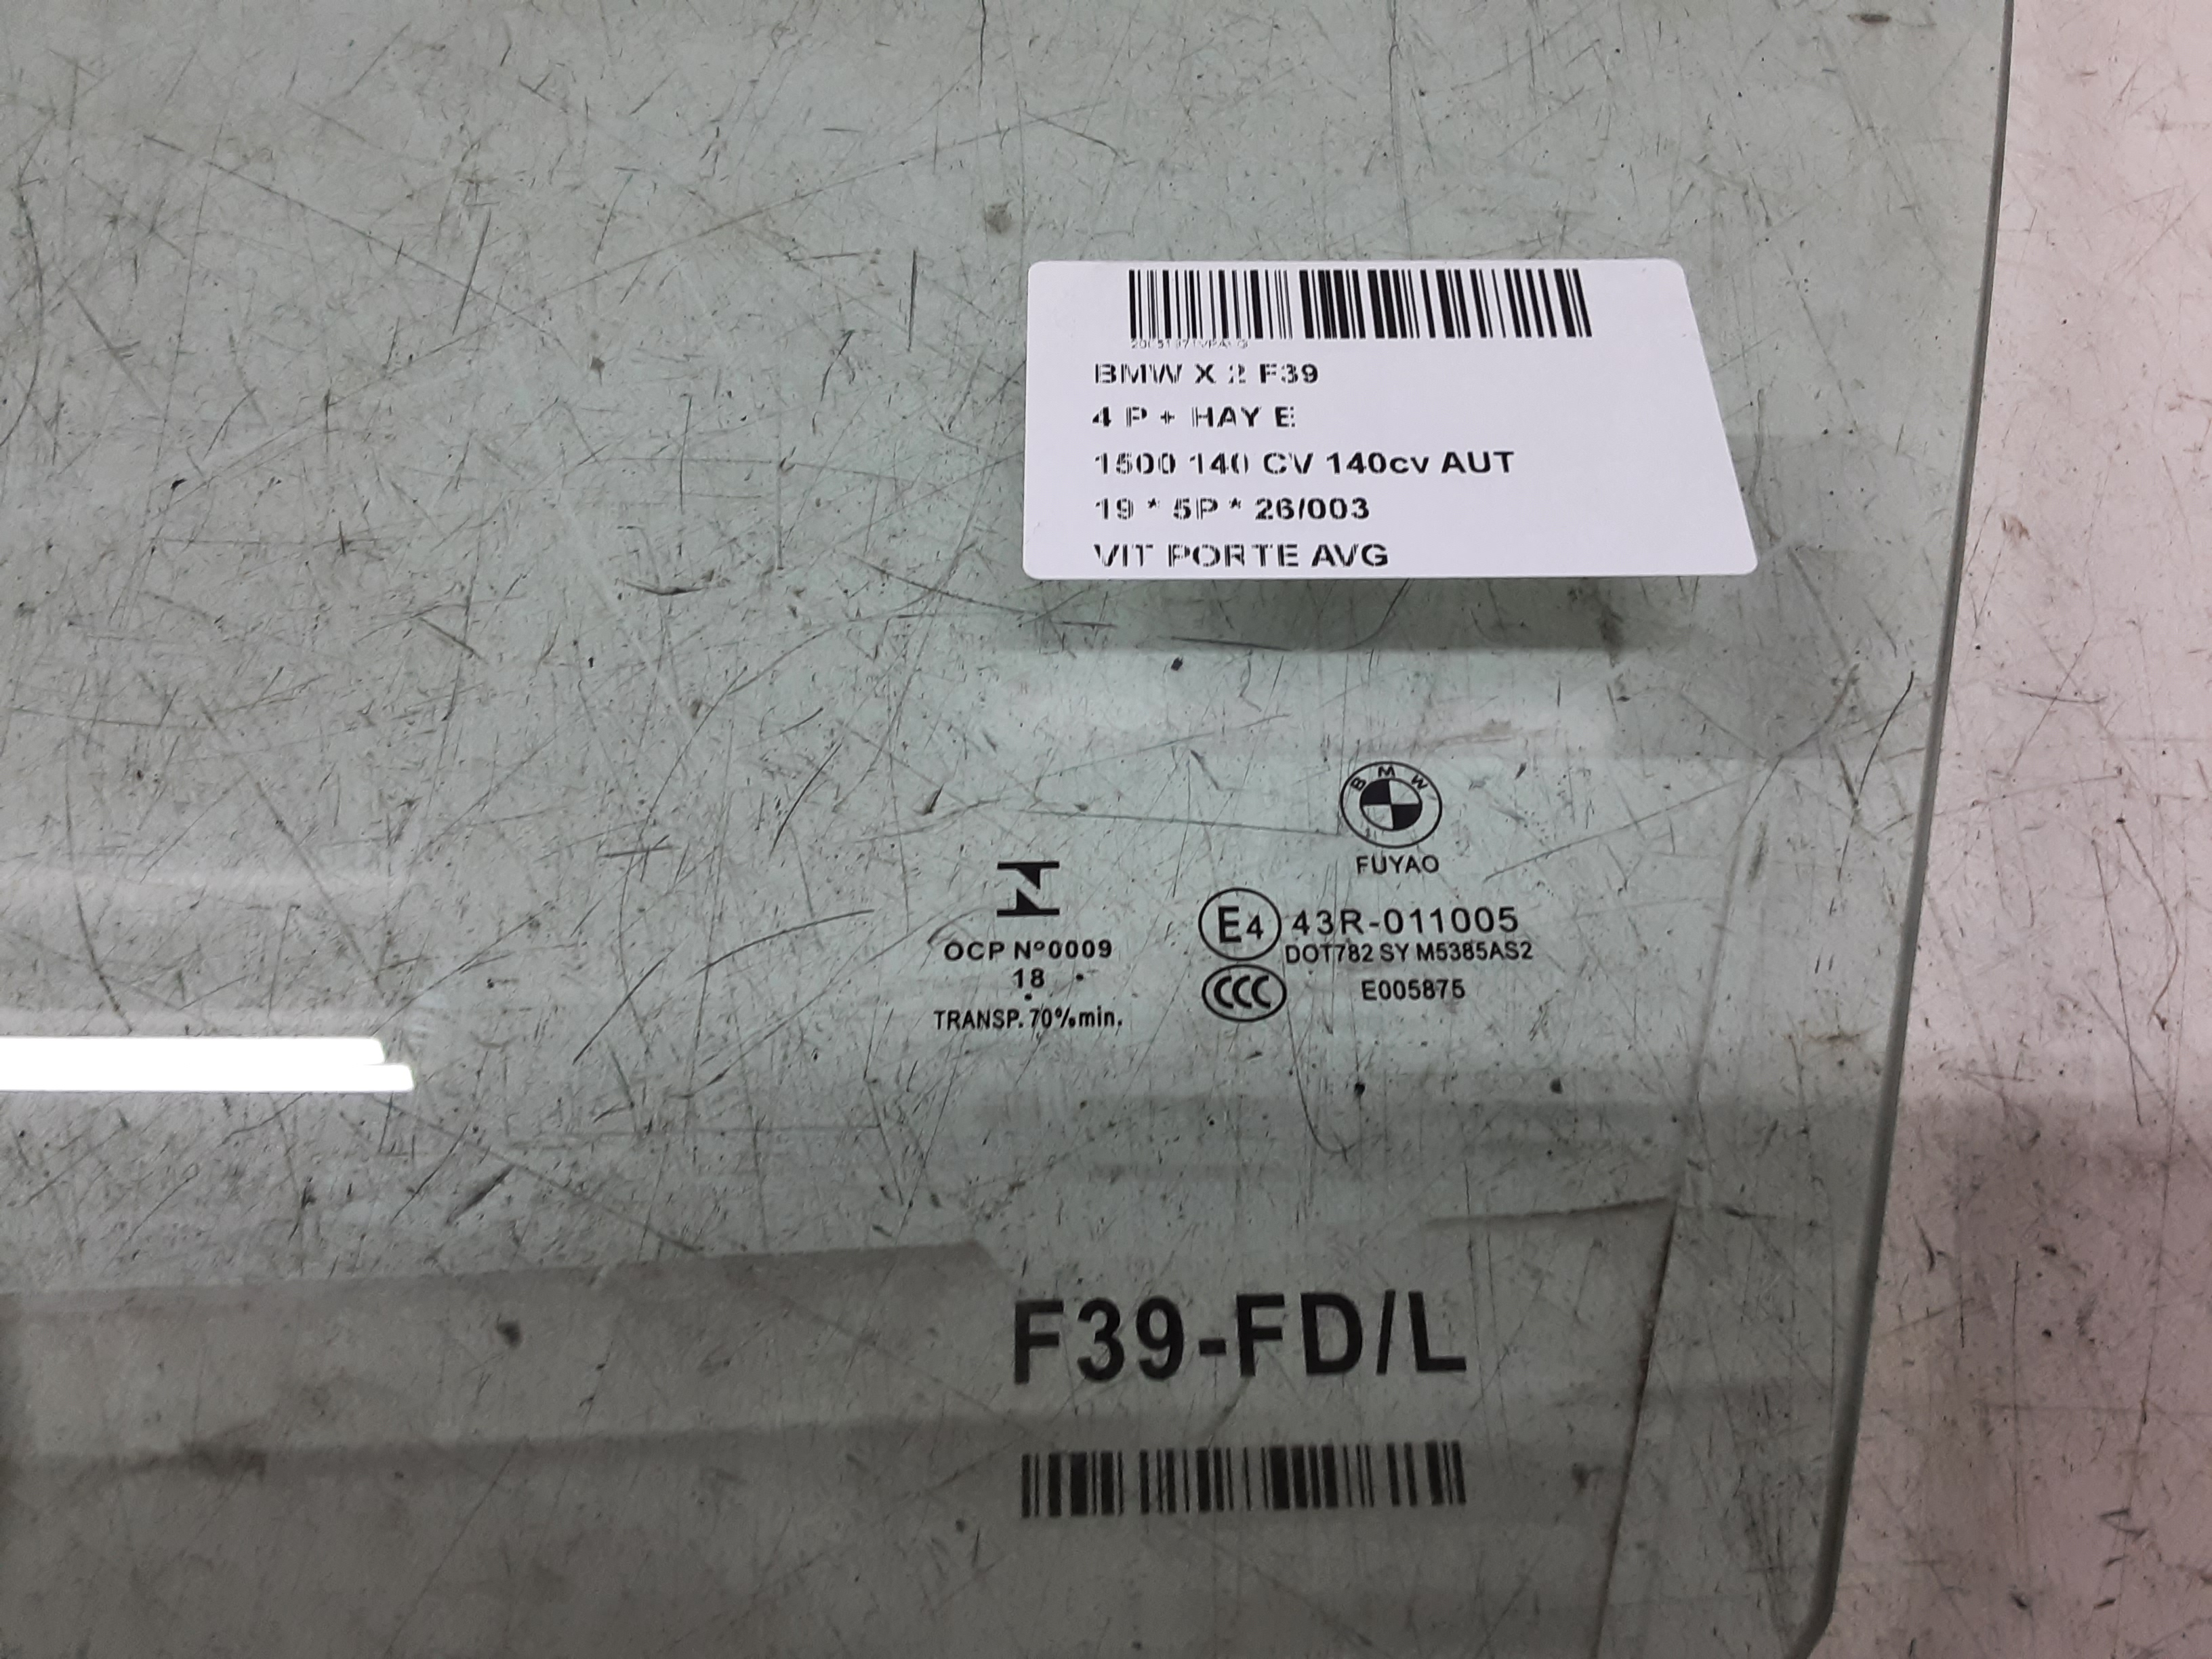 BMW X 2 F39
4 P + HAY E
1500 140 CV 140cv AUT
19 * 5P * 26/003
VIT PORTE AVG
BMW
FUYAO
E4 43R-011005
DOT782 SY M5385AS2
CCC E005875
OCP Nº0009
18
TRANSP. 70% min.
F39-FD/L